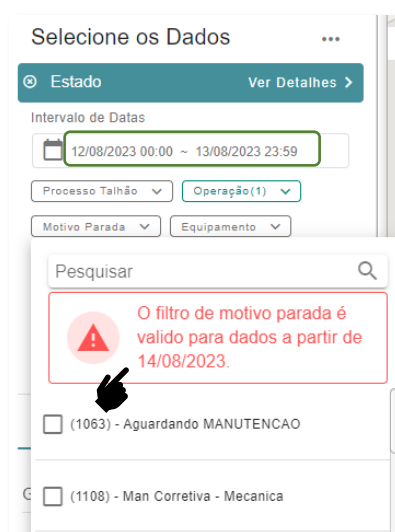 Selecione os Dados
Estado
Ver Detalhes
Intervalo de Datas
12/08/2023 00:00 ~ 13/08/2023 23:59
Processo Talhão
Operação(1)
Motivo Parada
Equipamento
Pesquisar
O filtro de motivo parada é
valido para dados a partir de
14/08/2023.
(1063) - Aguardando MANUTENCAO
(1108) - Man Corretiva - Mecanica